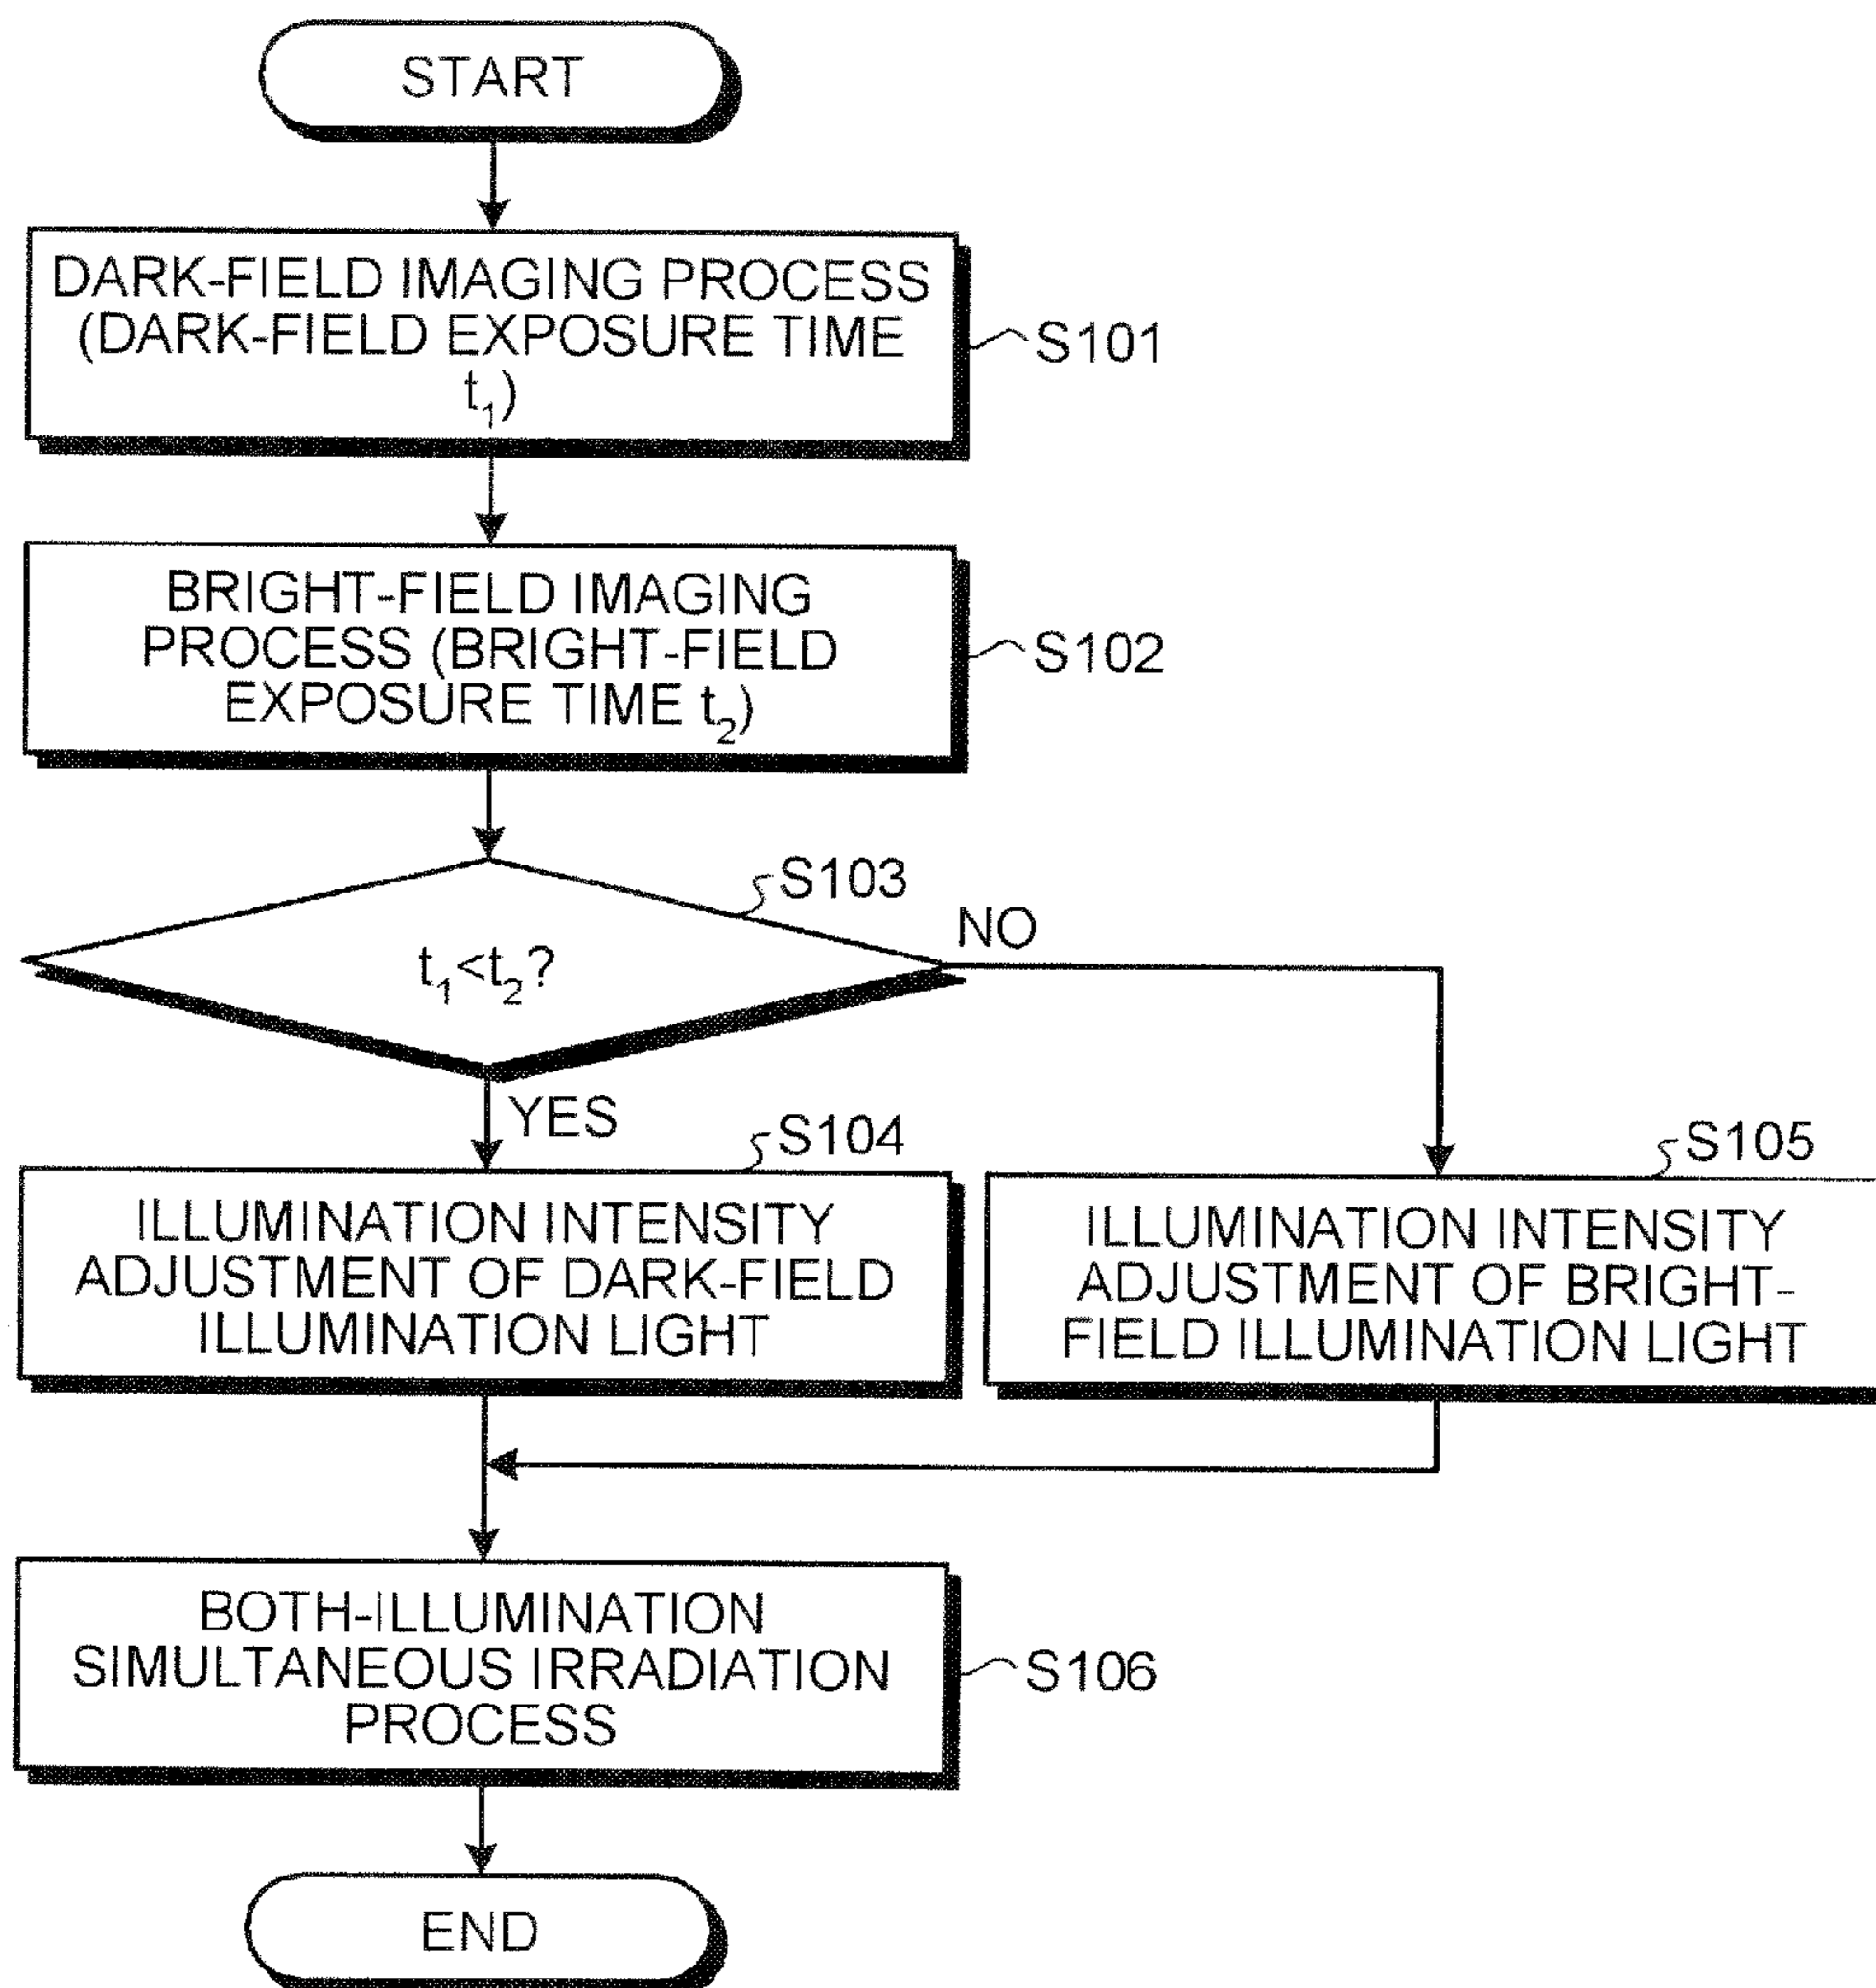 START
DARK-FIELD IMAGING PROCESS
(DARK-FIELD EXPOSURE TIME
t₁)
S101
BRIGHT-FIELD IMAGING
PROCESS (BRIGHT-FIELD
EXPOSURE TIME t₂)
S102
S103
t₁<t₂?
NO
YES
S104
ILLUMINATION INTENSITY
ADJUSTMENT OF DARK-FIELD
ILLUMINATION LIGHT
S105
ILLUMINATION INTENSITY
ADJUSTMENT OF BRIGHT-
FIELD ILLUMINATION LIGHT
BOTH-ILLUMINATION
SIMULTANEOUS IRRADIATION
PROCESS
S106
END